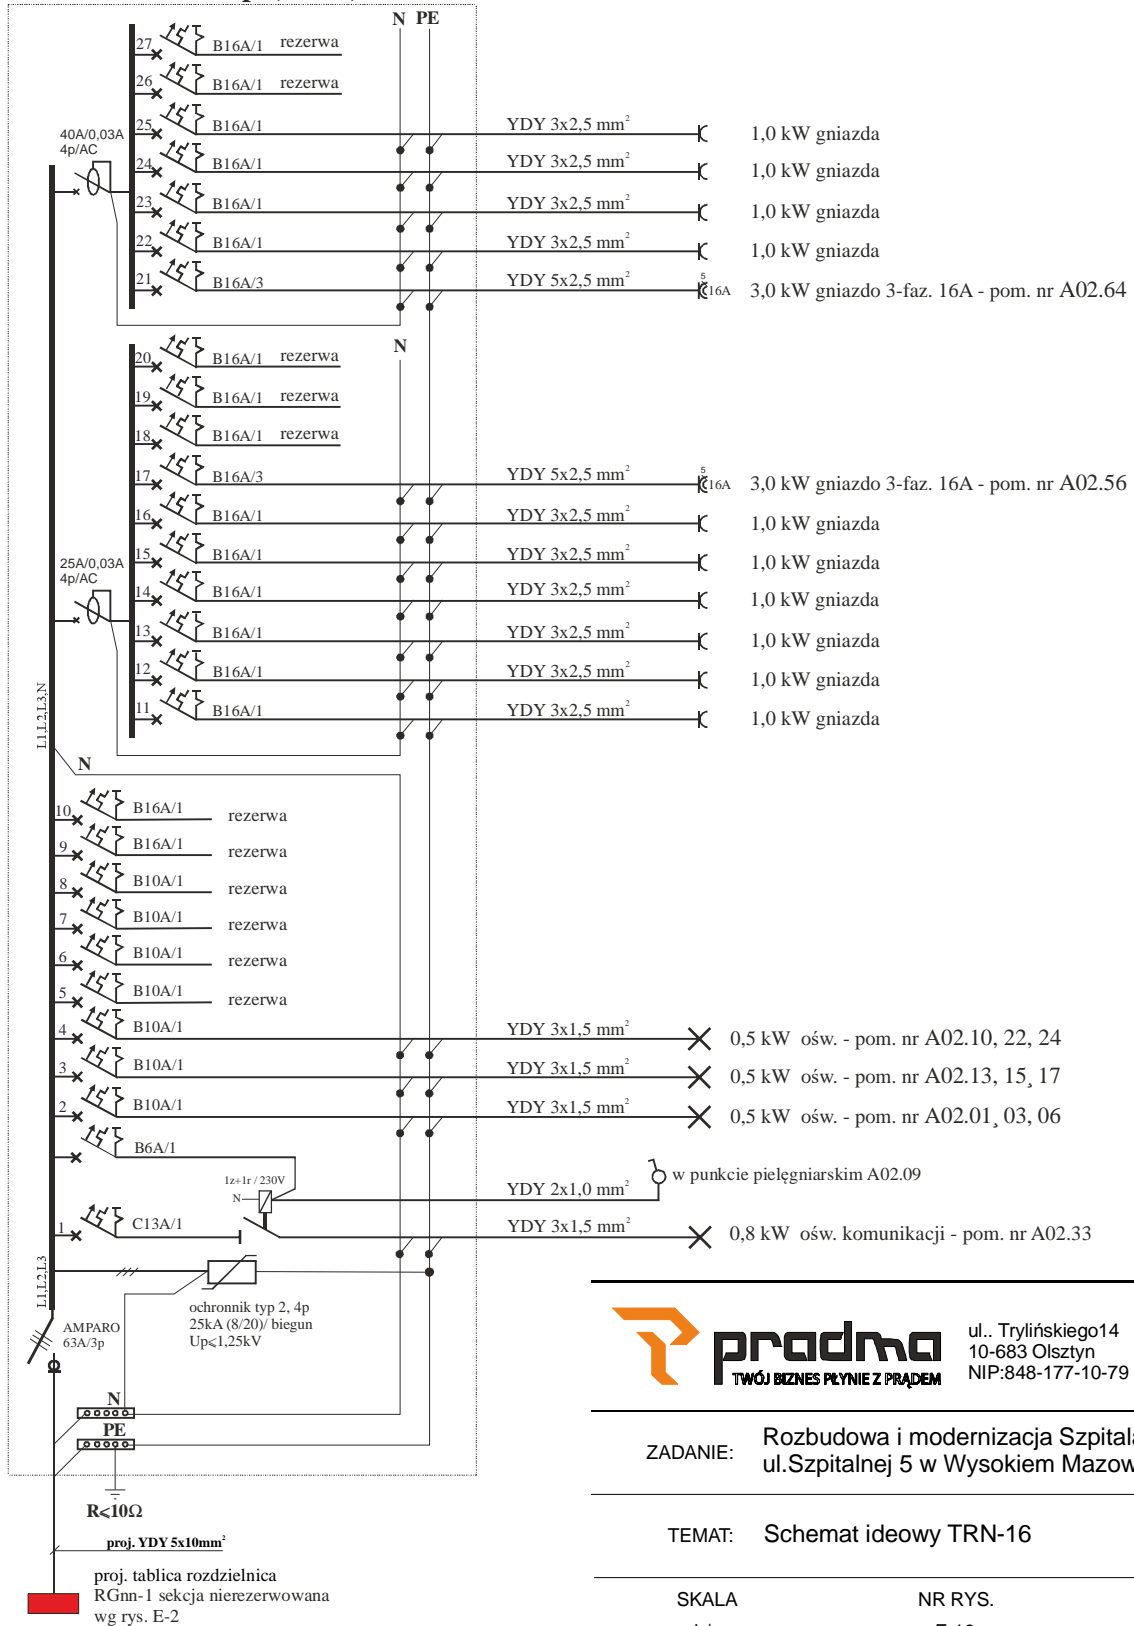 N PE
27 B16A/1 rezerwa
26 B16A/1 rezerwa
40A/0,03A
4p/AC
25 B16A/1 YDY 3x2,5 mm² 1,0 kW gniazda
24 B16A/1 YDY 3x2,5 mm² 1,0 kW gniazda
23 B16A/1 YDY 3x2,5 mm² 1,0 kW gniazda
22 B16A/1 YDY 3x2,5 mm² 1,0 kW gniazda
21 B16A/3 YDY 5x2,5 mm² 5 16A 3,0 kW gniazdo 3-faz. 16A - pom. nr A02.64
N
20 B16A/1 rezerwa
19 B16A/1 rezerwa
18 B16A/1 rezerwa
17 B16A/3 YDY 5x2,5 mm² 5 16A 3,0 kW gniazdo 3-faz. 16A - pom. nr A02.56
16 B16A/1 YDY 3x2,5 mm² 1,0 kW gniazda
25A/0,03A
4p/AC
15 B16A/1 YDY 3x2,5 mm² 1,0 kW gniazda
14 B16A/1 YDY 3x2,5 mm² 1,0 kW gniazda
13 B16A/1 YDY 3x2,5 mm² 1,0 kW gniazda
12 B16A/1 YDY 3x2,5 mm² 1,0 kW gniazda
11 B16A/1 YDY 3x2,5 mm² 1,0 kW gniazda
L1,L2,L3,N
N
10 B16A/1 rezerwa
9 B16A/1 rezerwa
8 B10A/1 rezerwa
7 B10A/1 rezerwa
6 B10A/1 rezerwa
5 B10A/1 rezerwa
4 B10A/1 YDY 3x1,5 mm² 0,5 kW ośw. - pom. nr A02.10, 22, 24
3 B10A/1 YDY 3x1,5 mm² 0,5 kW ośw. - pom. nr A02.13, 15, 17
2 B10A/1 YDY 3x1,5 mm² 0,5 kW ośw. - pom. nr A02.01, 03, 06
B6A/1
1z+1r / 230V
N
YDY 2x1,0 mm² w punkcie pielęgniarskim A02.09
1 C13A/1 YDY 3x1,5 mm² 0,8 kW ośw. komunikacji - pom. nr A02.33
L1,L2,L3
ochronnik typ 2, 4p
25kA (8/20)/ biegun
Up⩽1,25kV
AMPARO
63A/3p
N
PE
R⩽10Ω
proj. YDY 5x10mm²
proj. tablica rozdzielnica
RGnn-1 sekcja nierezerwowana
wg rys. E-2
pradma
TWÓJ BIZNES PŁYNIE Z PRĄDEM
ul.. Trylińskiego14
10-683 Olsztyn
NIP:848-177-10-79
ZADANIE: Rozbudowa i modernizacja Szpitala
ul.Szpitalnej 5 w Wysokiem Mazow
TEMAT: Schemat ideowy TRN-16
SKALA NR RYS.